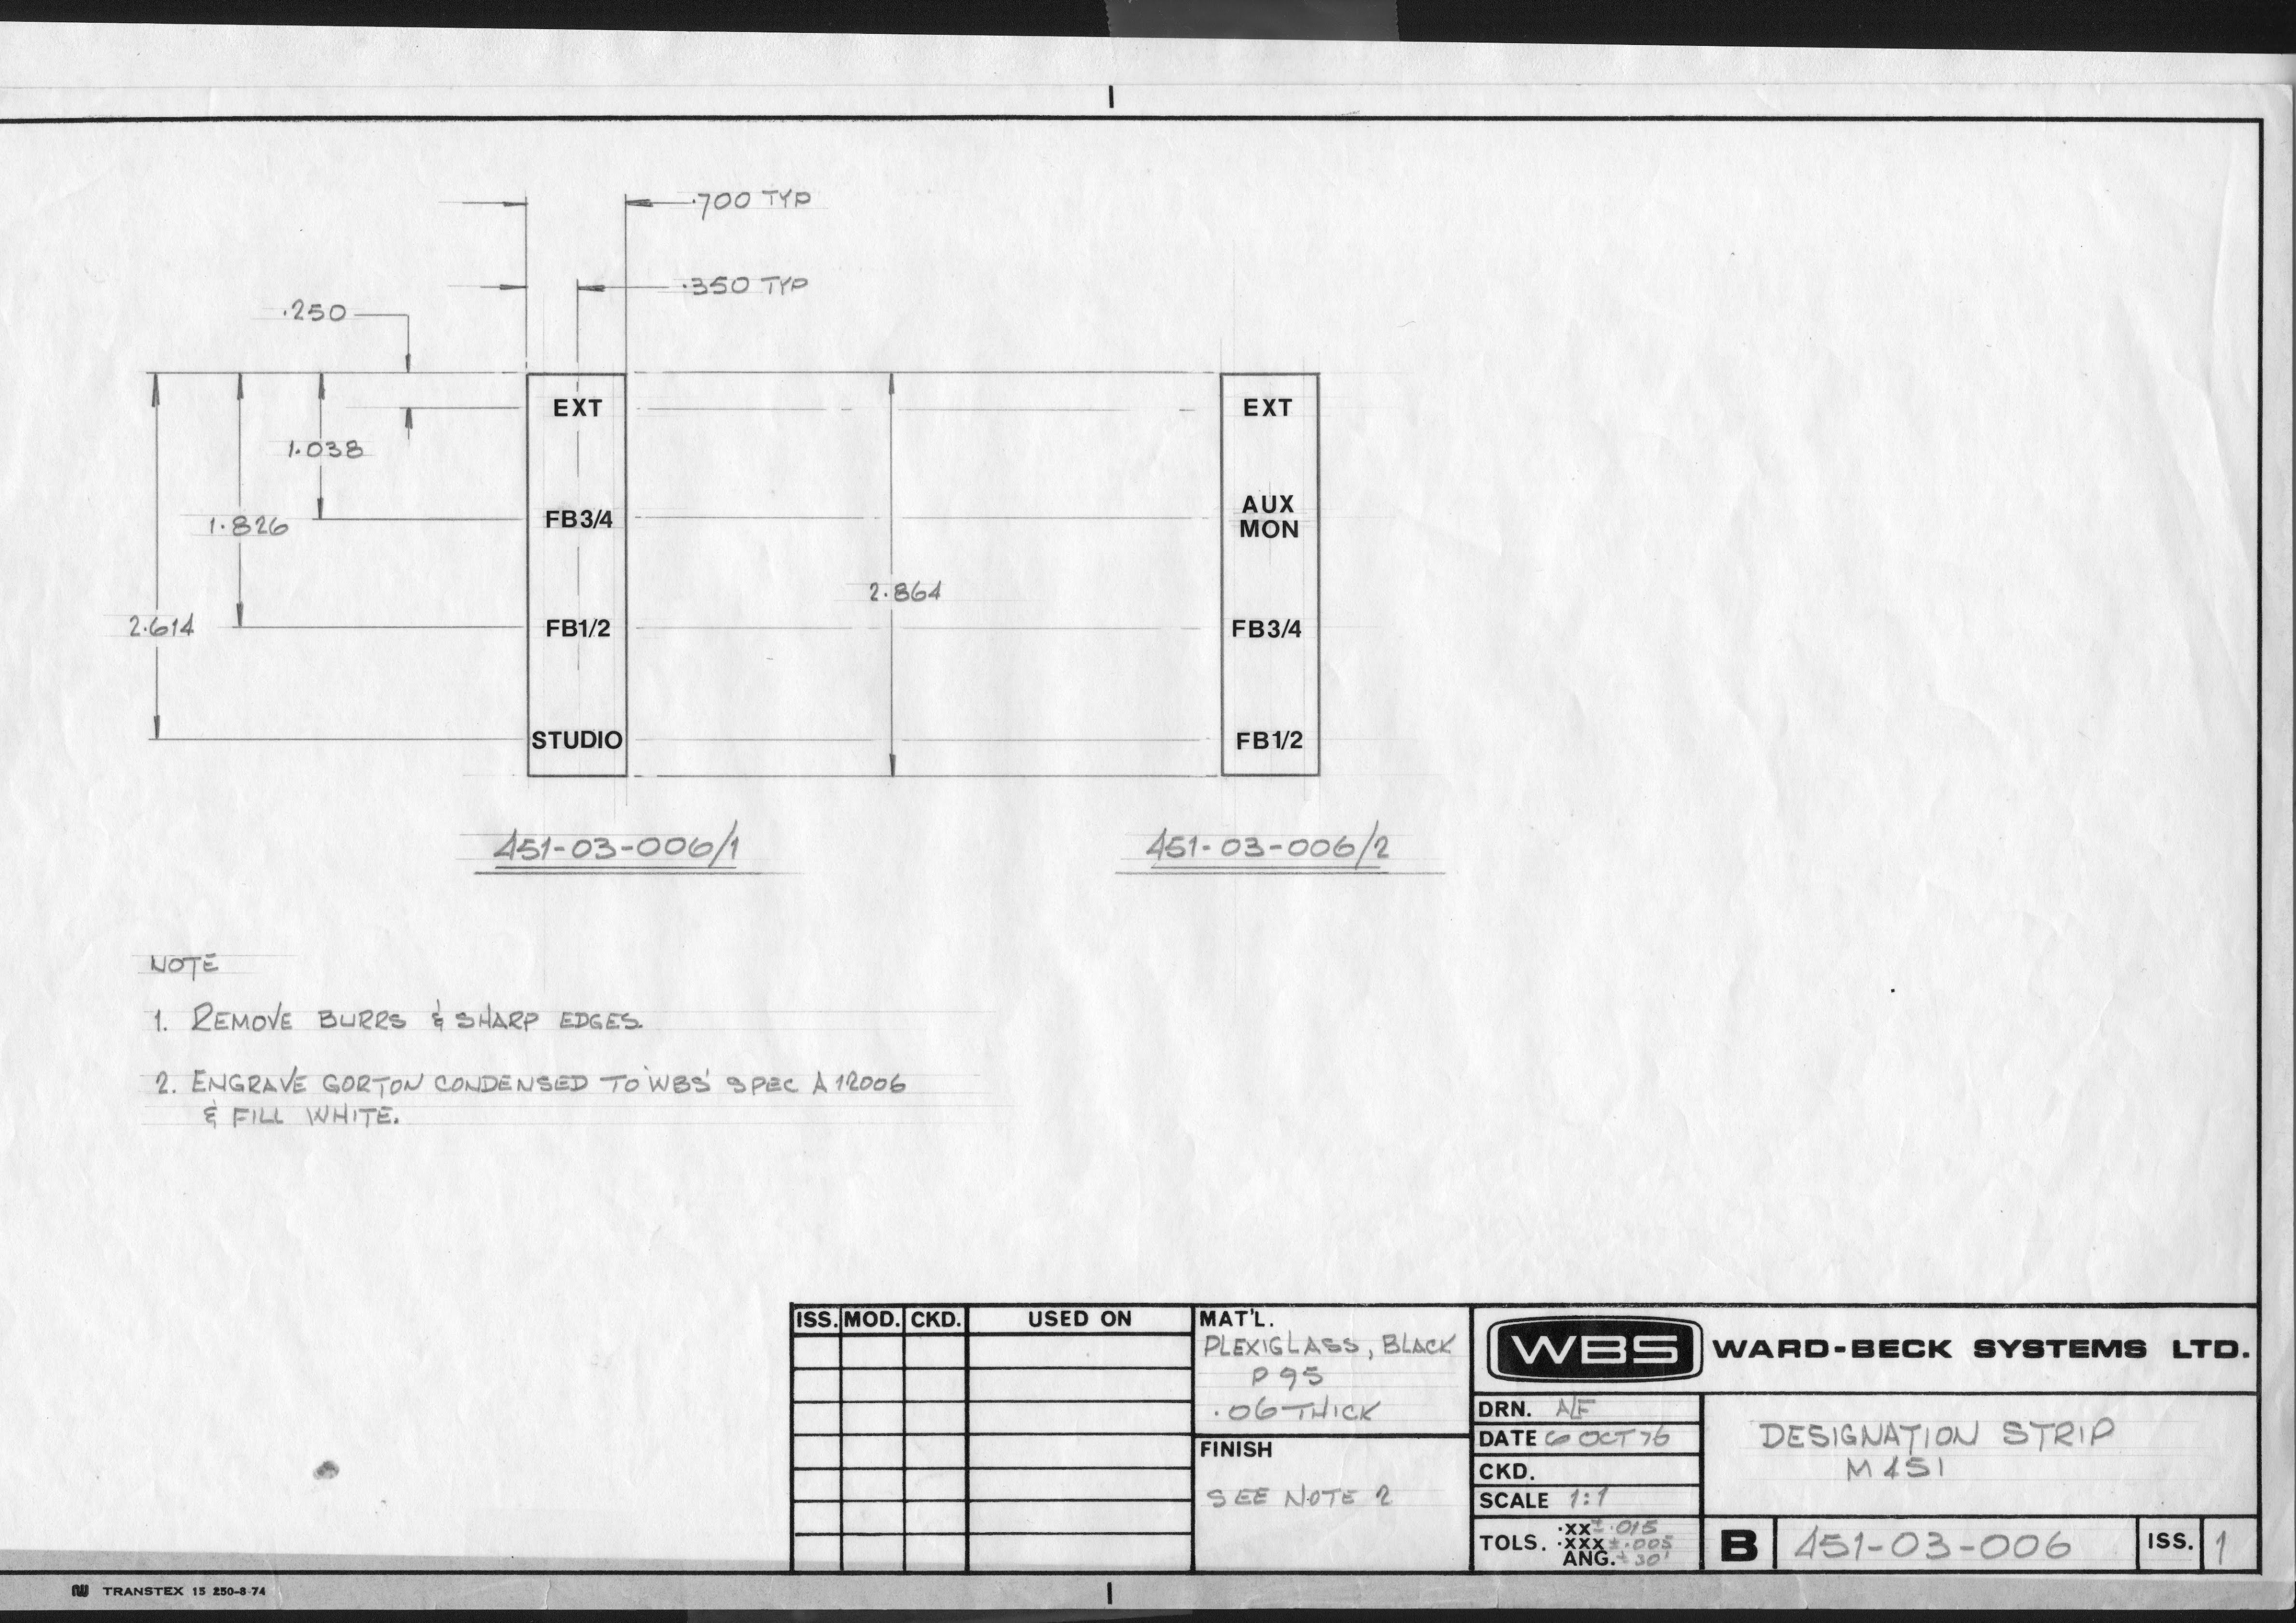 .700 TYP
.350 TYP
.250
1.038
1.826
2.614
2.864
EXT
FB3/4
FB1/2
STUDIO
EXT
AUX
MON
FB3/4
FB1/2
451-03-006/1
451-03-006/2
NOTE
1. REMOVE BURRS & SHARP EDGES.
2. ENGRAVE GORTON CONDENSED TO 'WBS' SPEC A12006
& FILL WHITE.
ISS. MOD. CKD. USED ON
MAT'L.
PLEXIGLASS, BLACK
P95
.06 THICK
FINISH
SEE NOTE 2
WBS WARD-BECK SYSTEMS LTD.
DRN. ALF
DATE 6 OCT 76
CKD.
SCALE 1:1
TOLS. .XX ± .015
.XXX ± .005
ANG. ± 30'
DESIGNATION STRIP
M451
B 451-03-006 ISS. 1
TRANSTEX 15 250-8-74